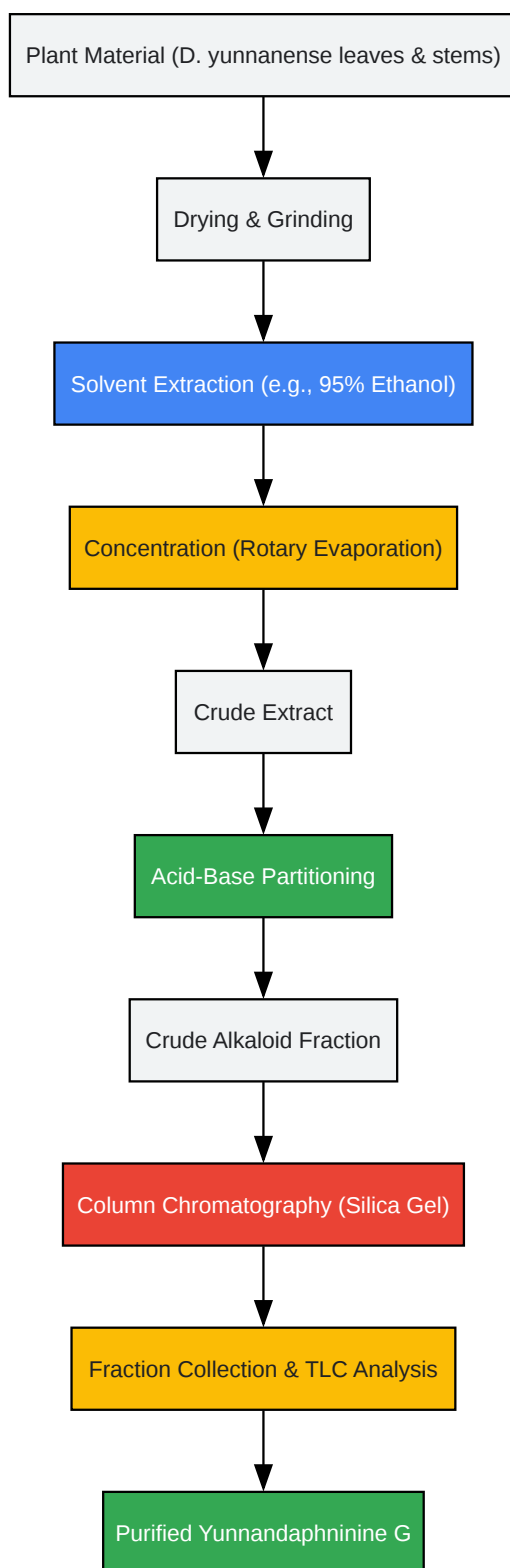 Plant Material (D. yunnanense leaves & stems)
Drying & Grinding
Solvent Extraction (e.g., 95% Ethanol)
Concentration (Rotary Evaporation)
Crude Extract
Acid-Base Partitioning
Crude Alkaloid Fraction
Column Chromatography (Silica Gel)
Fraction Collection & TLC Analysis
Purified Yunnandaphninine G